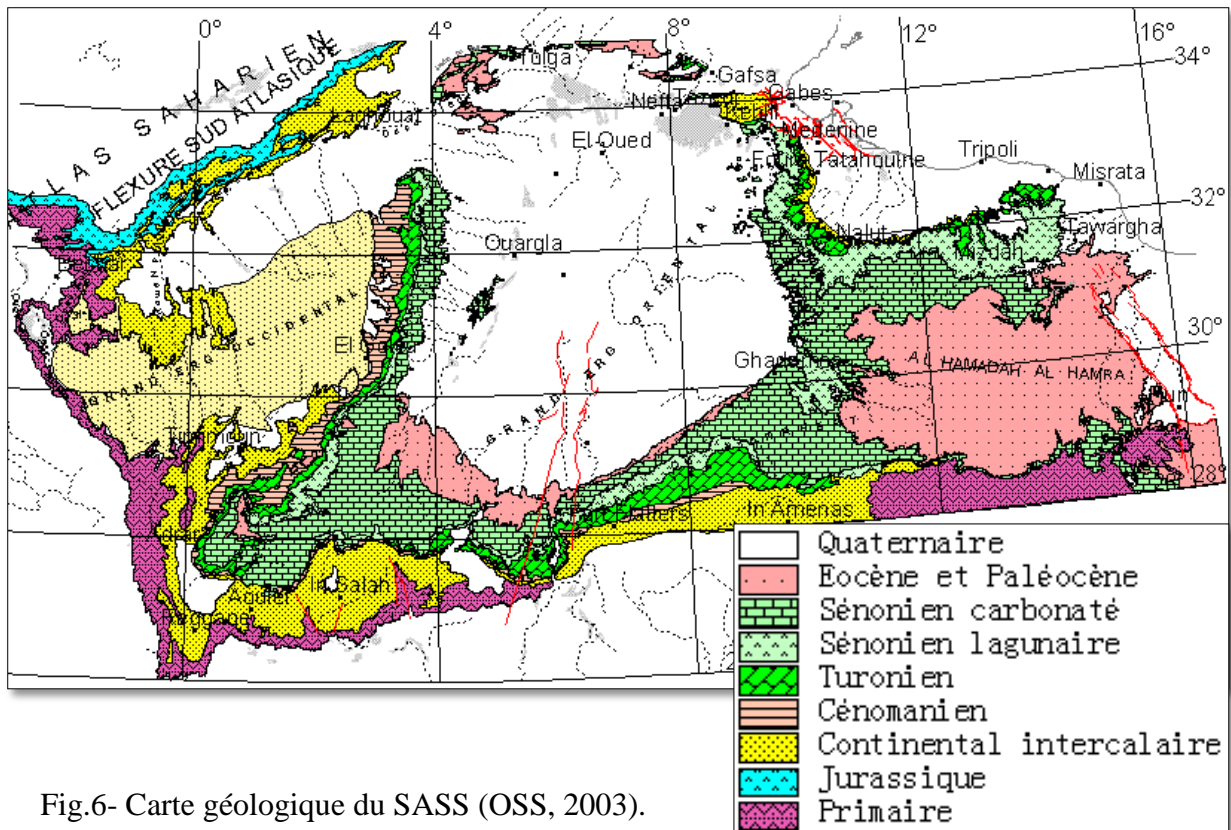 0°
4°
8°
12°
16°
34°
32°
30°
28°
ATLAS SAHARIEN
FLEXURE SUD ATLASIQUE
Laghouat
Tolga
Gafsa
Nefta
Gabes
Medenine
Tatahouine
El Oued
Tripoli
Misrata
Tawargha
Nalut
Mizdah
Ouargla
GRAND ERG OCCIDENTAL
GRAND ERG ORIENTAL
AL HAMADAH AL HAMRA
In Amenas
In Salah
Aoulef
Reggane
Quaternaire
Eocène et Paléocène
Sénonien carbonaté
Sénonien lagunaire
Turonien
Cénomanien
Continental intercalaire
Jurassique
Primaire
Fig.6- Carte géologique du SASS (OSS, 2003).